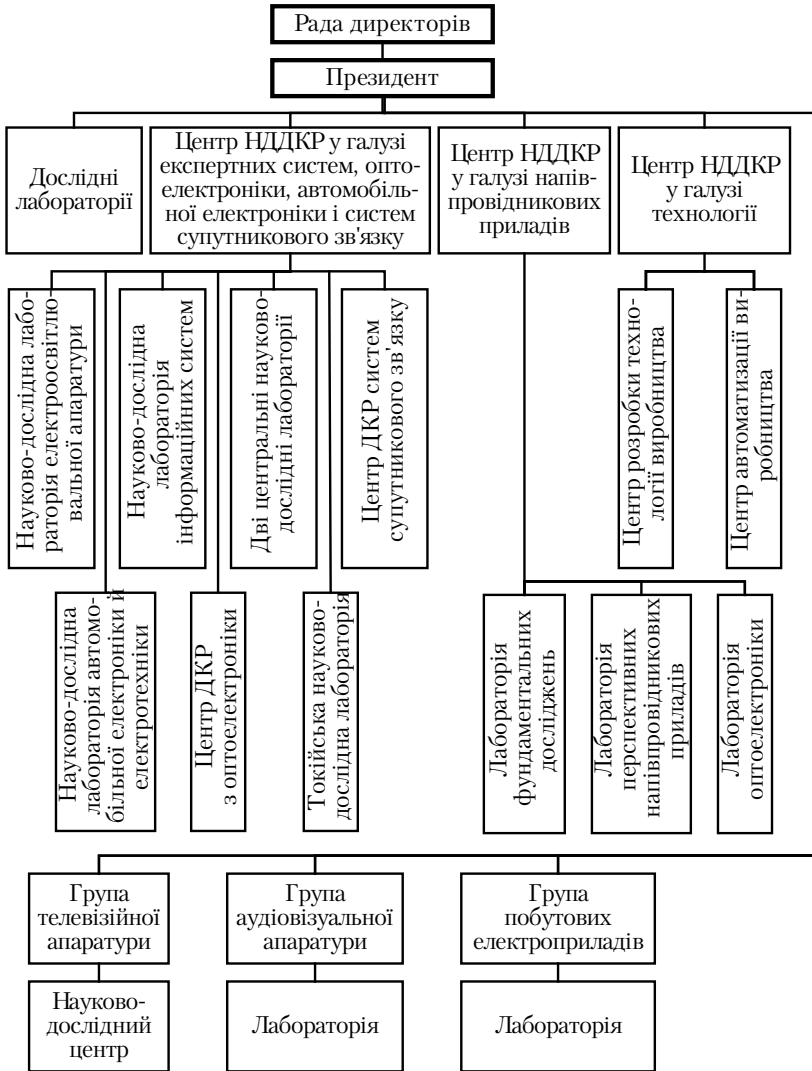 Рада директорів
Президент
Дослідні
лабораторії
Центр НДДКР у галузі
експертних систем, опто-
електроніки, автомобіль-
ної електроніки і систем
супутникового зв'язку
Центр НДДКР
у галузі напів-
провідникових
приладів
Центр НДДКР
у галузі
технології
Науково-дослідна лабо-
раторія електроосвітлю-
вальної апаратури
Науково-дослідна
лабораторія
інформаційних систем
Дві центральні науково-
дослідні лабораторії
Центр ДКР систем
супутникового зв'язку
Центр розробки техно-
логії виробництва
Центр автоматизації ви-
робництва
Науково-дослідна
лабораторія автомо-
більної електроніки й
електротехніки
Центр ДКР
з оптоелектроніки
Токійська науково-
дослідна лабораторія
Лабораторія
фундаментальних
досліджень
Лабораторія
перспективних
напівпровідникових
приладів
Лабораторія
оптоелектроніки
Група
телевізійної
апаратури
Група
аудіовізуальної
апаратури
Група
побутових
електроприладів
Науково-
дослідний
центр
Лабораторія
Лабораторія